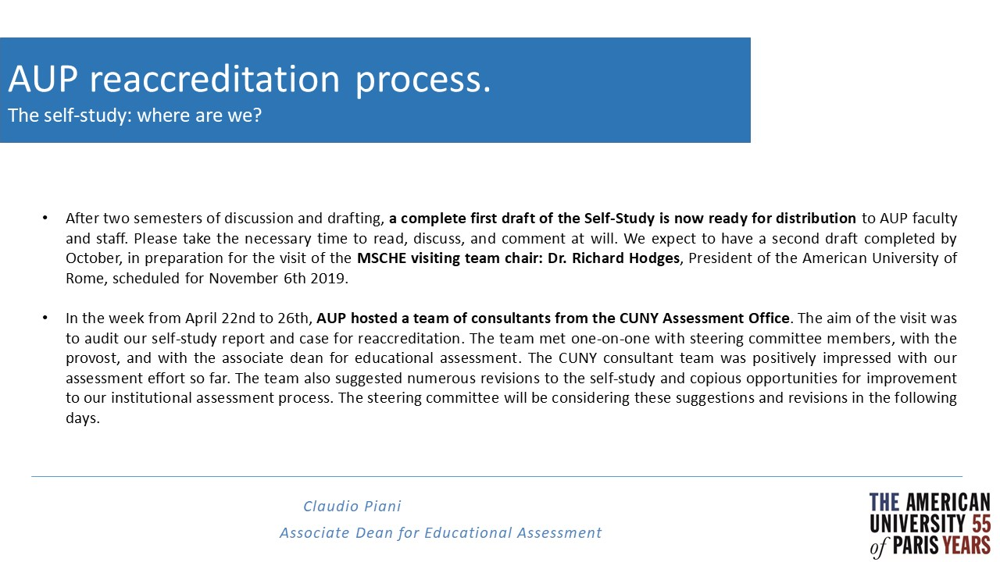 AUP reaccreditation process.
The self-study: where are we?
• After two semesters of discussion and drafting, a complete first draft of the Self-Study is now ready for distribution to AUP faculty
and staff. Please take the necessary time to read, discuss, and comment at will. We expect to have a second draft completed by
October, in preparation for the visit of the MSCHE visiting team chair: Dr. Richard Hodges, President of the American University of
Rome, scheduled for November 6th 2019.
• In the week from April 22nd to 26th, AUP hosted a team of consultants from the CUNY Assessment Office. The aim of the visit was
to audit our self-study report and case for reaccreditation. The team met one-on-one with steering committee members, with the
provost, and with the associate dean for educational assessment. The CUNY consultant team was positively impressed with our
assessment effort so far. The team also suggested numerous revisions to the self-study and copious opportunities for improvement
to our institutional assessment process. The steering committee will be considering these suggestions and revisions in the following
days.
Claudio Piani
Associate Dean for Educational Assessment
THE AMERICAN
UNIVERSITY 55
of PARIS YEARS